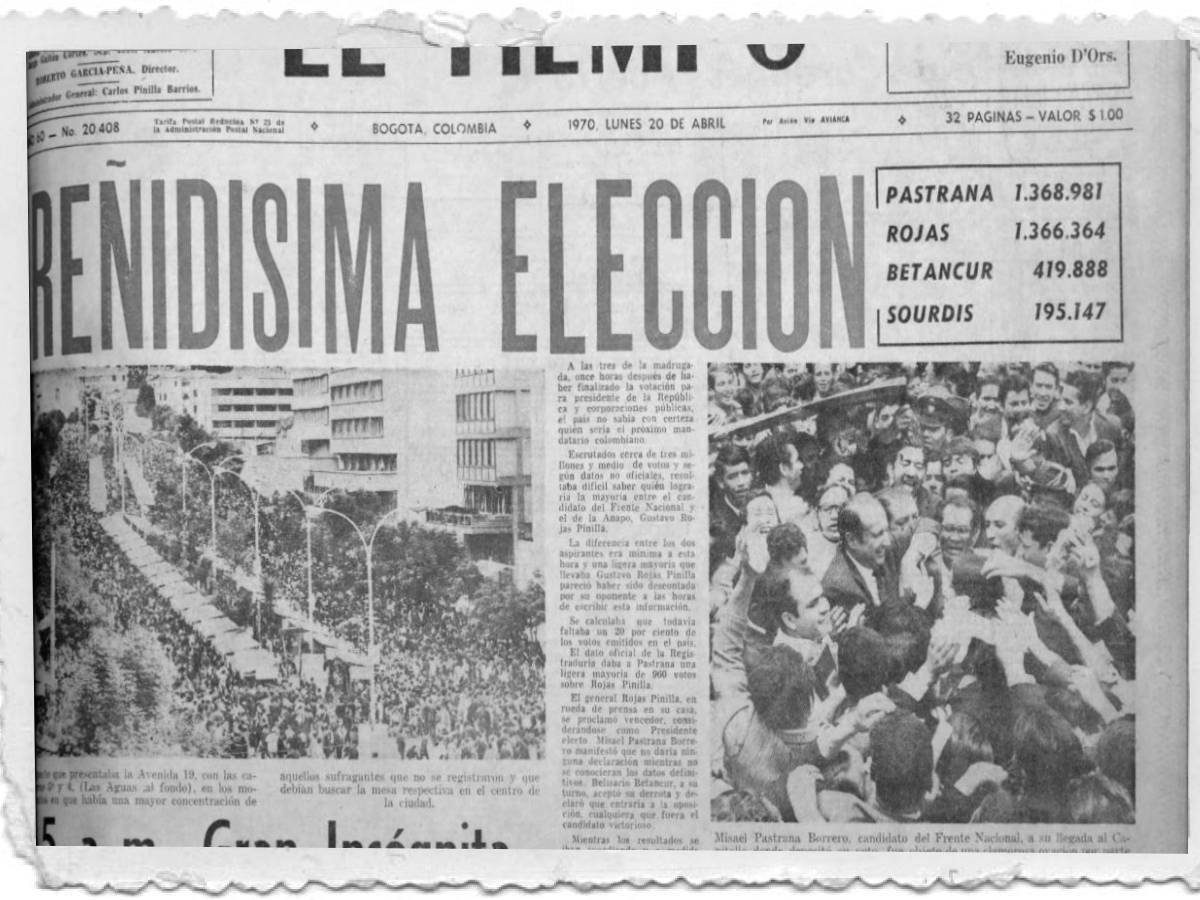 ROBERTO GARCIA-PEÑA, Director.
General: Carlos Pinilla Barrios.
EL TIEMPO
Eugenio D'Ors.
60 — No. 20.408
Tarifa Postal Reducida Nº 25 de
la Administración Postal Nacional
BOGOTA, COLOMBIA
1970, LUNES 20 DE ABRIL
Por Avión Vía AVIANCA
32 PAGINAS — VALOR $ 1.00
REÑIDISIMA ELECCION
PASTRANA 1.368.981
ROJAS 1.366.364
BETANCUR 419.888
SOURDIS 195.147
A las tres de la madruga-
da, once horas después de ha-
ber finalizado la votación pa-
ra presidente de la Repúbli-
ca y corporaciones públicas,
el país no sabía con certeza
quién sería el próximo man-
datario colombiano.
Escrutados cerca de tres mi-
llones y medio de votos y se-
gún datos no oficiales, resul-
taba difícil saber quién logra-
ría la mayoría entre el can-
didato del Frente Nacional y
el de la Anapo, Gustavo Ro-
jas Pinilla.
La diferencia entre los dos
aspirantes era mínima a esta
hora y una ligera mayoría que
llevaba Gustavo Rojas Pinilla
pareció haber sido descontada
por su oponente a las horas
de escribir esta información.
Se calculaba que todavía
faltaba un 20 por ciento de
los votos emitidos en el país.
El dato oficial de la Regis-
traduría daba a Pastrana una
ligera mayoría de 960 votos
sobre Rojas Pinilla.
El general Rojas Pinilla, en
rueda de prensa en su casa,
se proclamó vencedor, consi-
derándose como Presidente
electo Misael Pastrana Borre-
ro manifestó que no daría nin-
guna declaración mientras no
se conocieran los datos defini-
tivos. Belisario Betancur, a su
turno, aceptó su derrota y de-
claró que entraría a la oposi-
ción, cualquiera que fuera el
candidato victorioso.
Mientras los resultados se
que presentaba la Avenida 19, con las ca-
y 4, (Las Aguas al fondo), en los mo-
en que había una mayor concentración de
aquellos sufragantes que no se registraron y que
debían buscar la mesa respectiva en el centro de
la ciudad.
5 a.m. Gran Incógnita
Misael Pastrana Borrero, candidato del Frente Nacional, a su llegada al Ca-